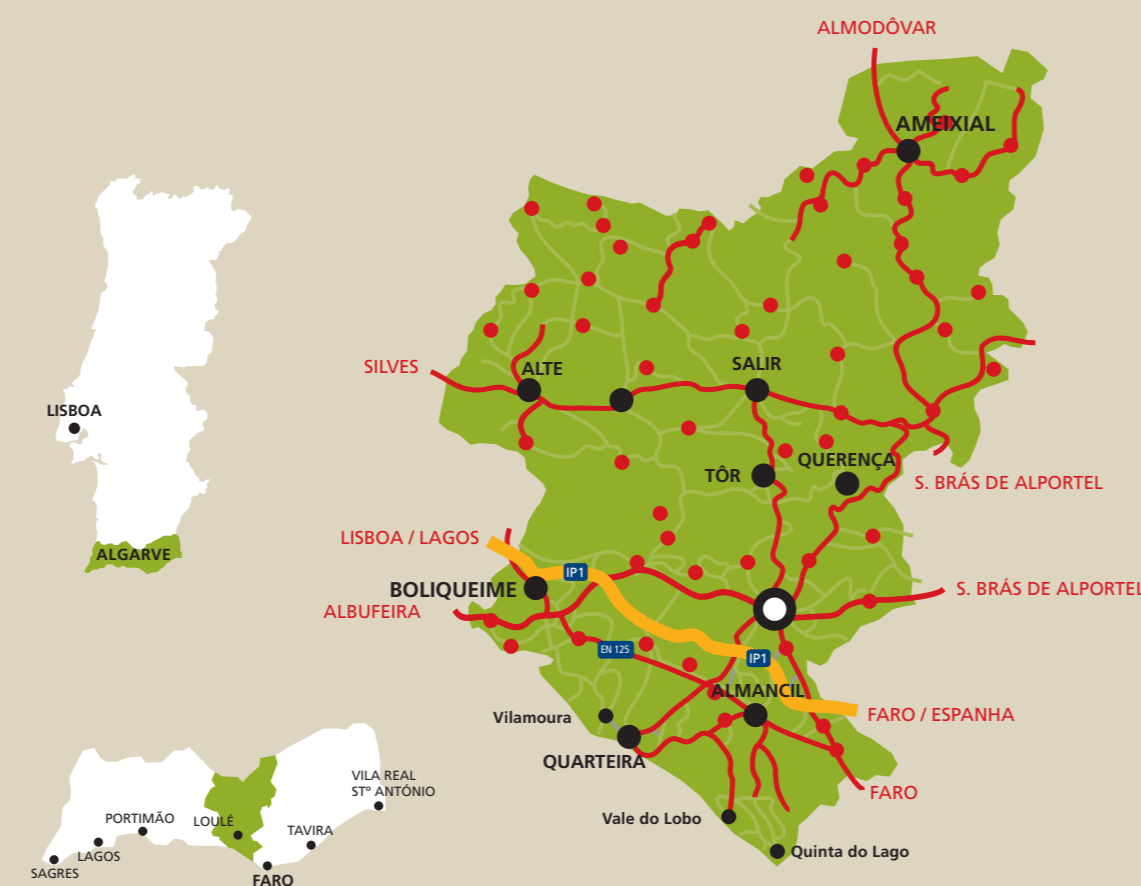 ALMODÔVAR
AMEIXIAL
SILVES
ALTE
SALIR
LISBOA
TÔR
QUERENÇA
S. BRÁS DE ALPORTEL
LISBOA / LAGOS
ALGARVE
IP1
BOLIQUEIME
S. BRÁS DE ALPORTEL
ALBUFEIRA
EN 125
IP1
ALMANCIL
Vilamoura
FARO / ESPANHA
QUARTEIRA
VILA REAL
STº ANTÓNIO
FARO
PORTIMÃO
LOULÉ
Vale do Lobo
TAVIRA
LAGOS
Quinta do Lago
SAGRES
FARO